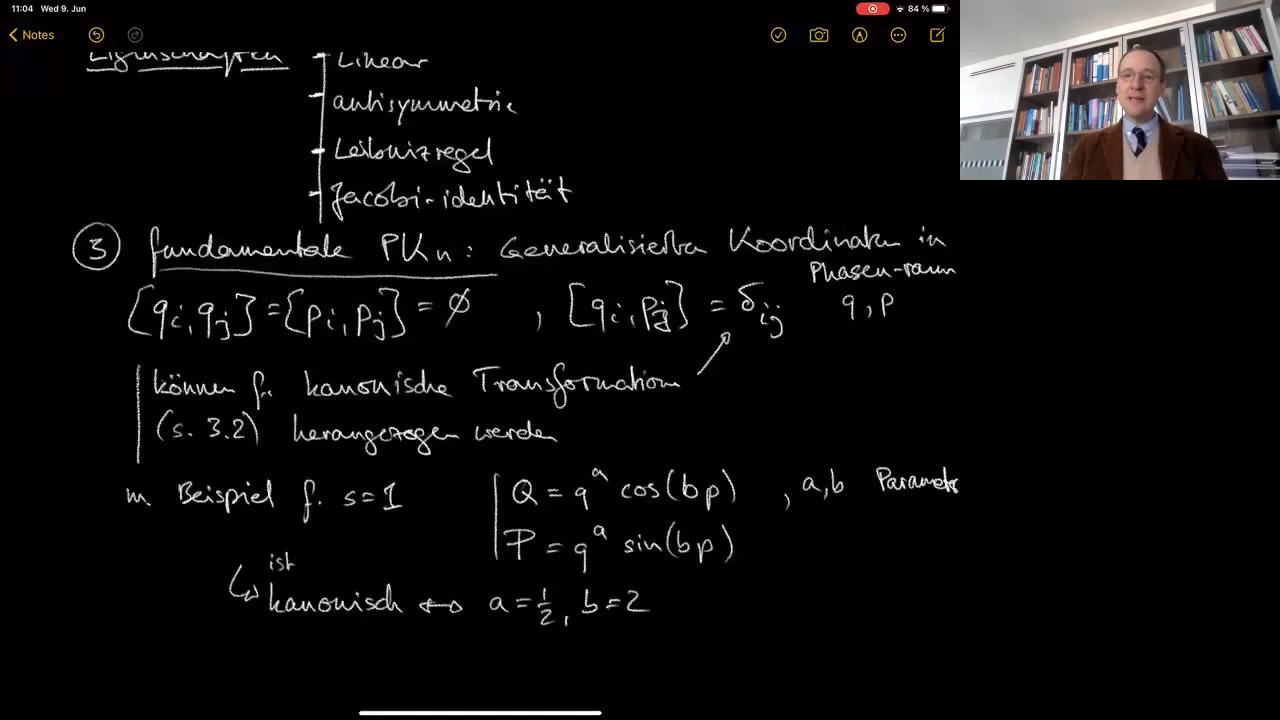 11:04 Wed 9. Jun
84 %
Notes
Eigenschaften
Linear
antisymmetric
Leibnizregel
Jacobi-identität
③ fundamentale PKn: Generalisierten Koordinaten in
Phasen-raum
[qi, qj] = [pi, pj] = ∅ , [qi, pj] = δij q, p
können f. kanonische Transformation
(s. 3.2) herangezogen werden
m. Beispiel f. s=1 Q = q^a cos(bp) , a,b Parameter
P = q^a sin(bp)
ist
↳ kanonisch ↔ a = 1/2, b = 2